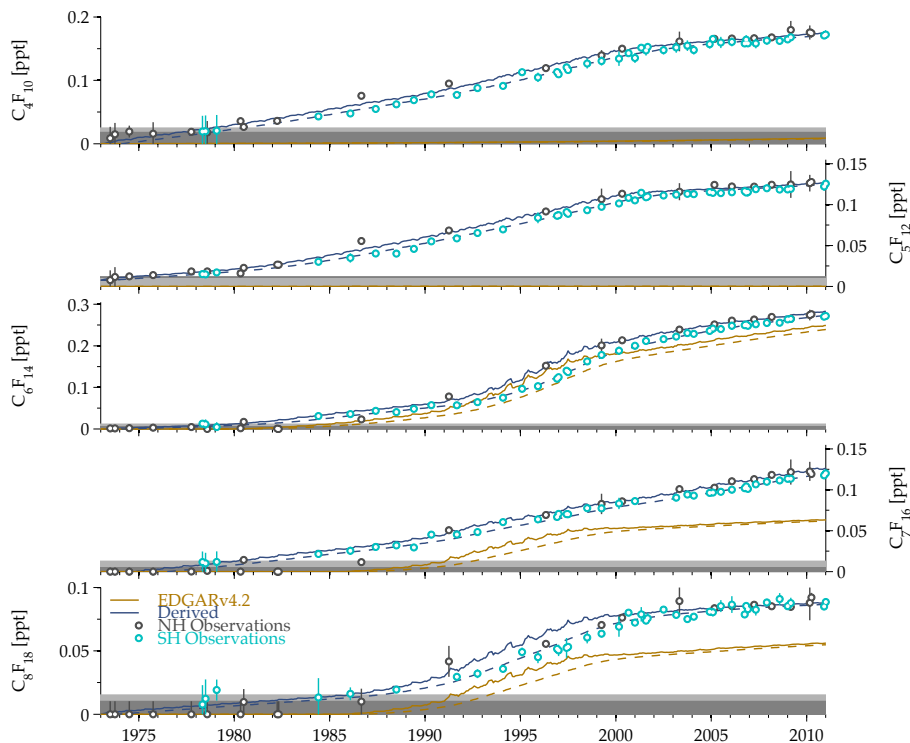 C4F10 [ppt]
0.2
0.1
0
C5F12 [ppt]
0.15
0.1
0.05
0
C6F14 [ppt]
0.3
0.2
0.1
0
C7F16 [ppt]
0.15
0.1
0.05
0
C8F18 [ppt]
0.1
0.05
0
EDGARv4.2
Derived
NH Observations
SH Observations
1975 1980 1985 1990 1995 2000 2005 2010